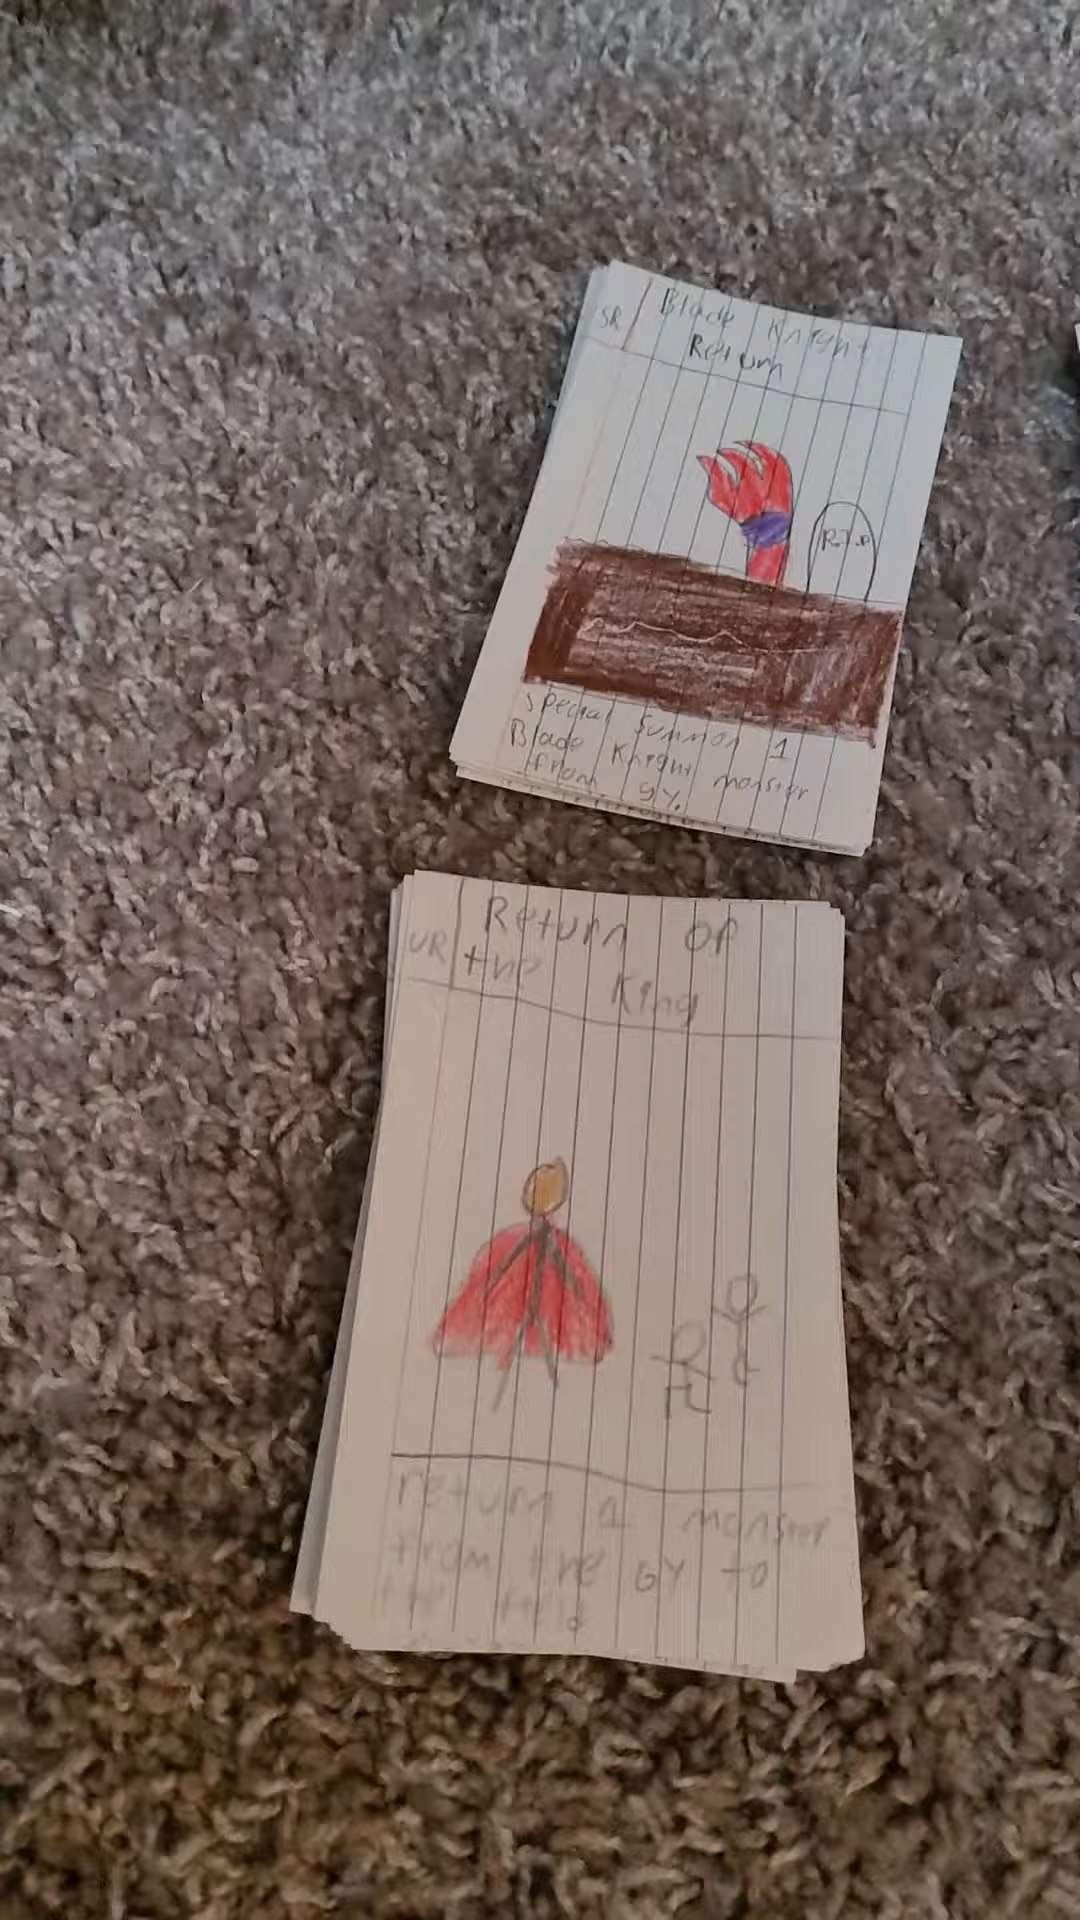 SR
Blade Knight
Return
R.I.P
Special Summon 1
Blade Knight monster
from gy.
UR
Return of
the King
return 1 monster
from the GY to
the